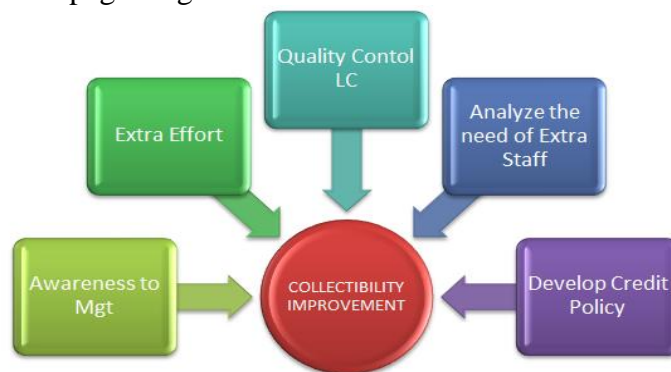 Quality Contol
LC
Extra Effort
Analyze the
need of Extra
Staff
Awareness to
Mgt
COLLECTIBILITY
IMPROVEMENT
Develop Credit
Policy